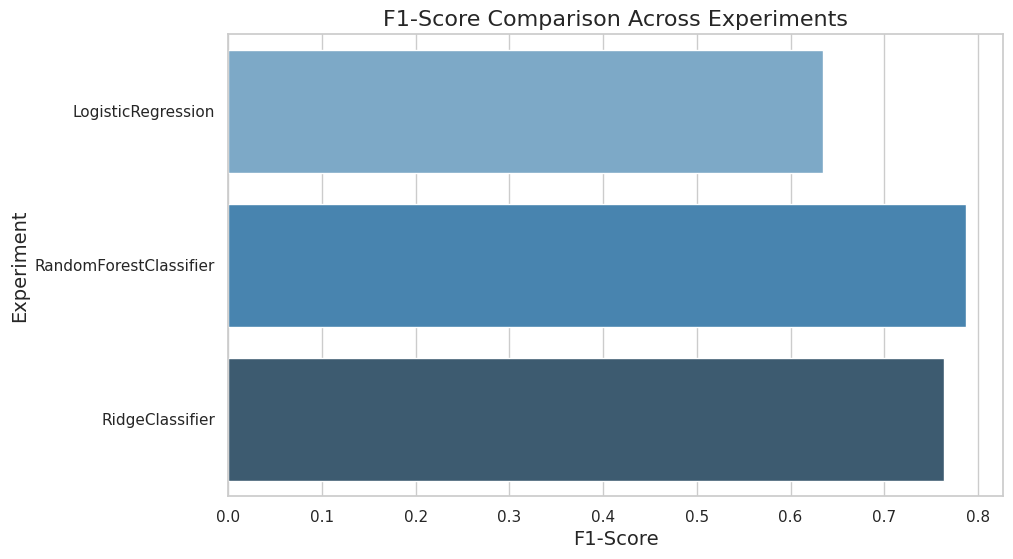 F1-Score Comparison Across Experiments
Experiment
LogisticRegression
RandomForestClassifier
RidgeClassifier
0.0 0.1 0.2 0.3 0.4 0.5 0.6 0.7 0.8
F1-Score